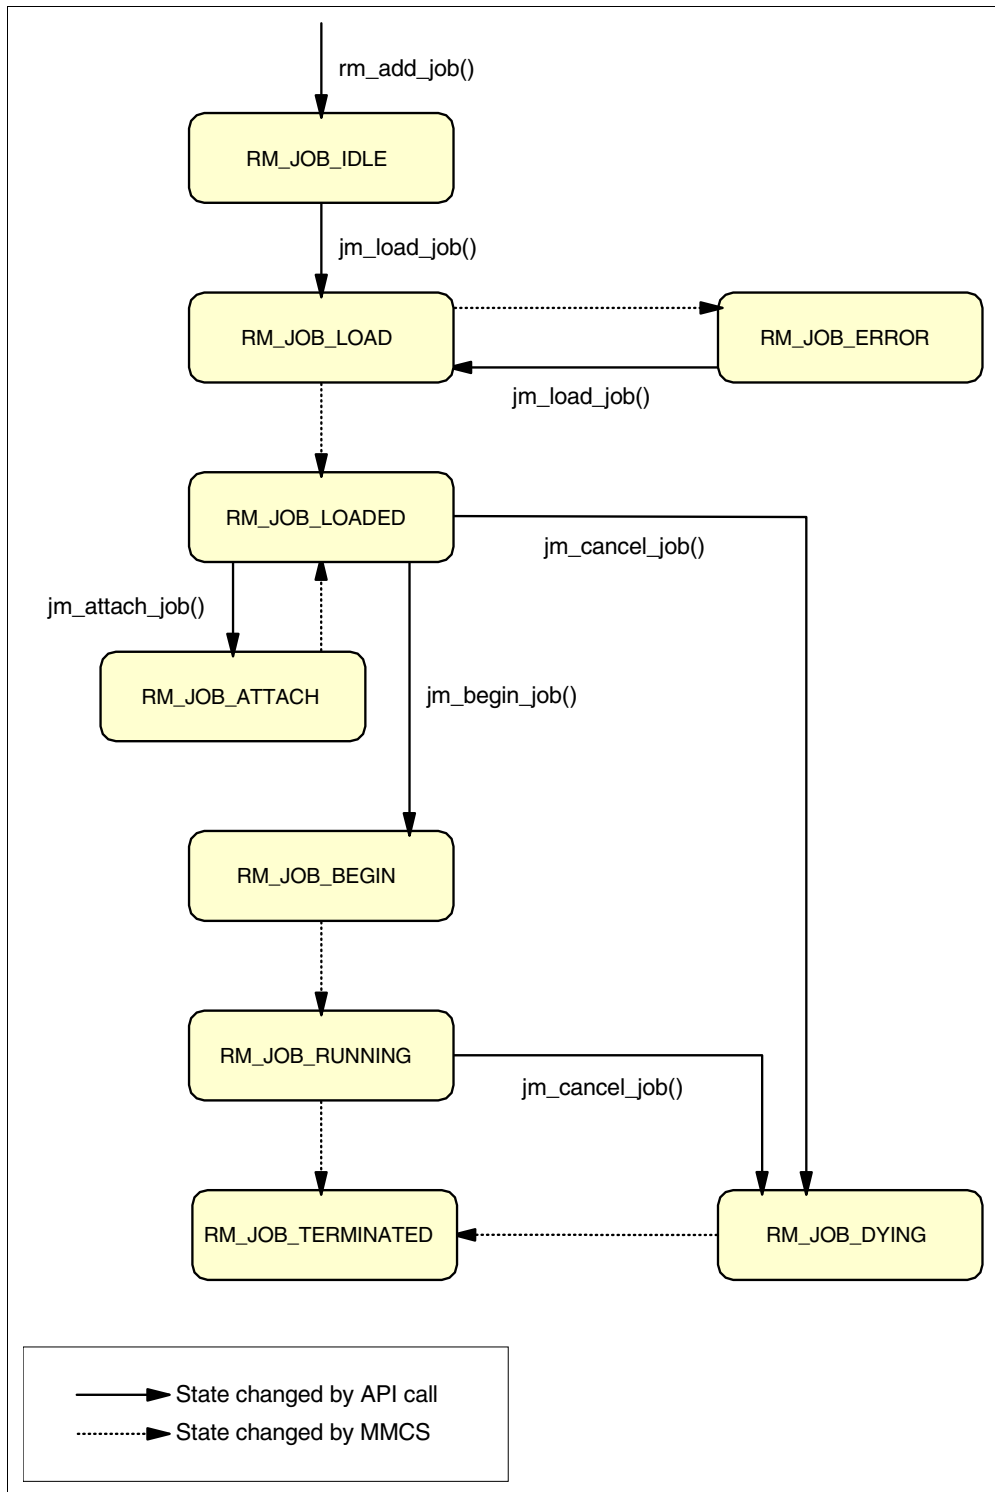 rm_add_job()
RM_JOB_IDLE
jm_load_job()
RM_JOB_LOAD
RM_JOB_ERROR
jm_load_job()
RM_JOB_LOADED
jm_cancel_job()
jm_attach_job()
RM_JOB_ATTACH
jm_begin_job()
RM_JOB_BEGIN
RM_JOB_RUNNING
jm_cancel_job()
RM_JOB_TERMINATED
RM_JOB_DYING
State changed by API call
State changed by MMCS